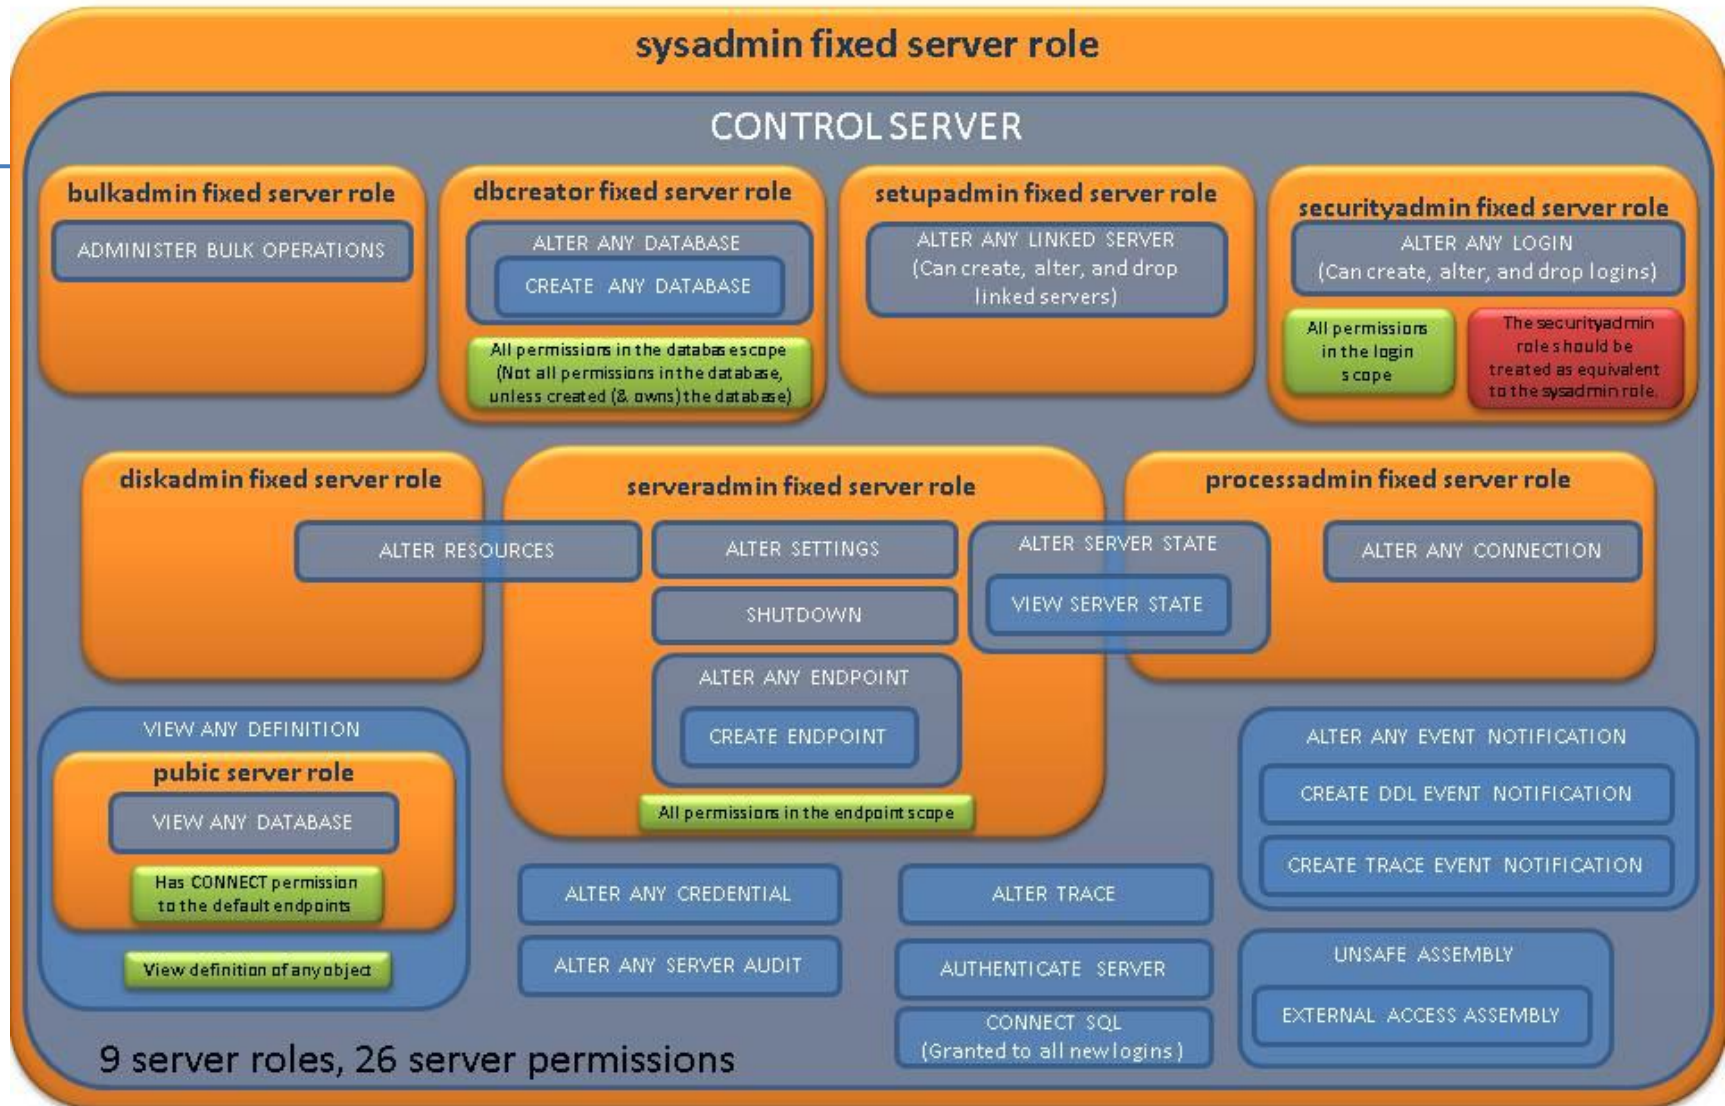 sysadmin fixed server role
CONTROL SERVER
bulkadmin fixed server role
ADMINISTER BULK OPERATIONS
dbcreator fixed server role
ALTER ANY DATABASE
CREATE ANY DATABASE
All permissions in the database scope
(Not all permissions in the database,
unless created (& owns) the database)
setupadmin fixed server role
ALTER ANY LINKED SERVER
(Can create, alter, and drop
linked servers)
securityadmin fixed server role
ALTER ANY LOGIN
(Can create, alter, and drop logins)
All permissions
in the login
scope
The securityadmin
role should be
treated as equivalent
to the sysadmin role.
diskadmin fixed server role
ALTER RESOURCES
serveradmin fixed server role
ALTER SETTINGS
SHUTDOWN
ALTER ANY ENDPOINT
CREATE ENDPOINT
All permissions in the endpoint scope
processadmin fixed server role
ALTER SERVER STATE
VIEW SERVER STATE
ALTER ANY CONNECTION
VIEW ANY DEFINITION
pubic server role
VIEW ANY DATABASE
Has CONNECT permission
to the default endpoints
View definition of any object
ALTER ANY CREDENTIAL
ALTER ANY SERVER AUDIT
ALTER TRACE
AUTHENTICATE SERVER
CONNECT SQL
(Granted to all new logins)
ALTER ANY EVENT NOTIFICATION
CREATE DDL EVENT NOTIFICATION
CREATE TRACE EVENT NOTIFICATION
UNSAFE ASSEMBLY
EXTERNAL ACCESS ASSEMBLY
9 server roles, 26 server permissions